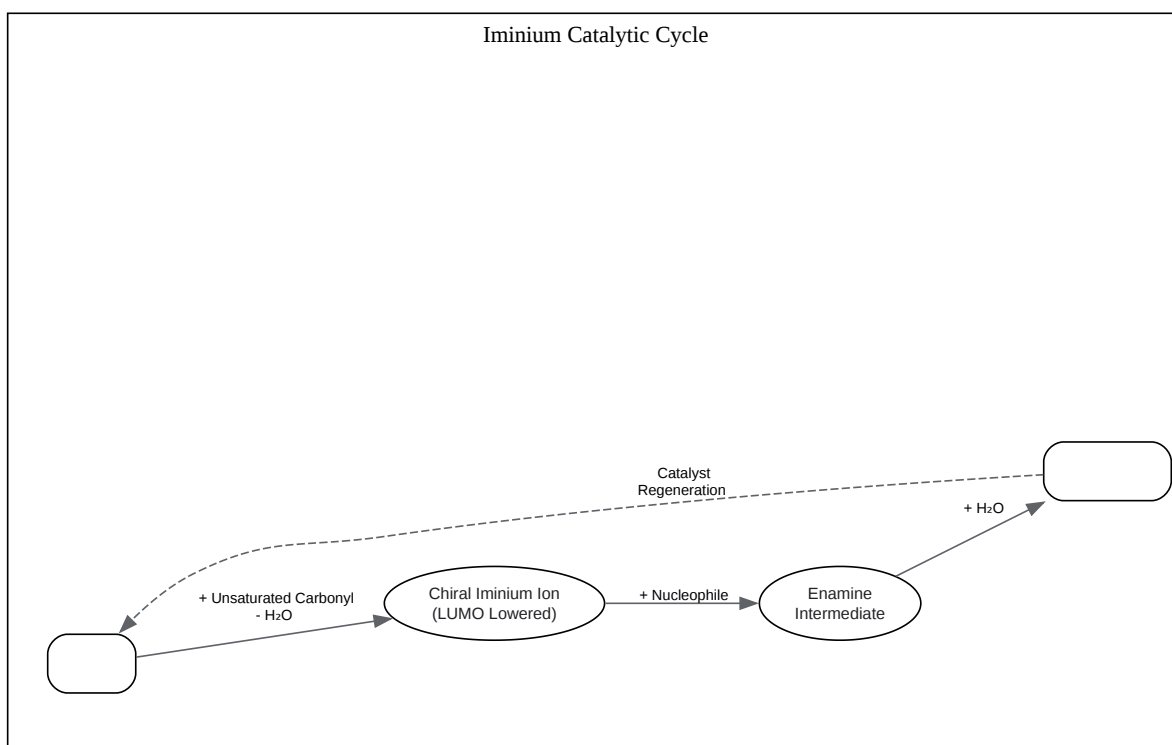 Iminium Catalytic Cycle
Catalyst
Regeneration
+ H₂O
+ Unsaturated Carbonyl
- H₂O
Chiral Iminium Ion
(LUMO Lowered)
+ Nucleophile
Enamine
Intermediate